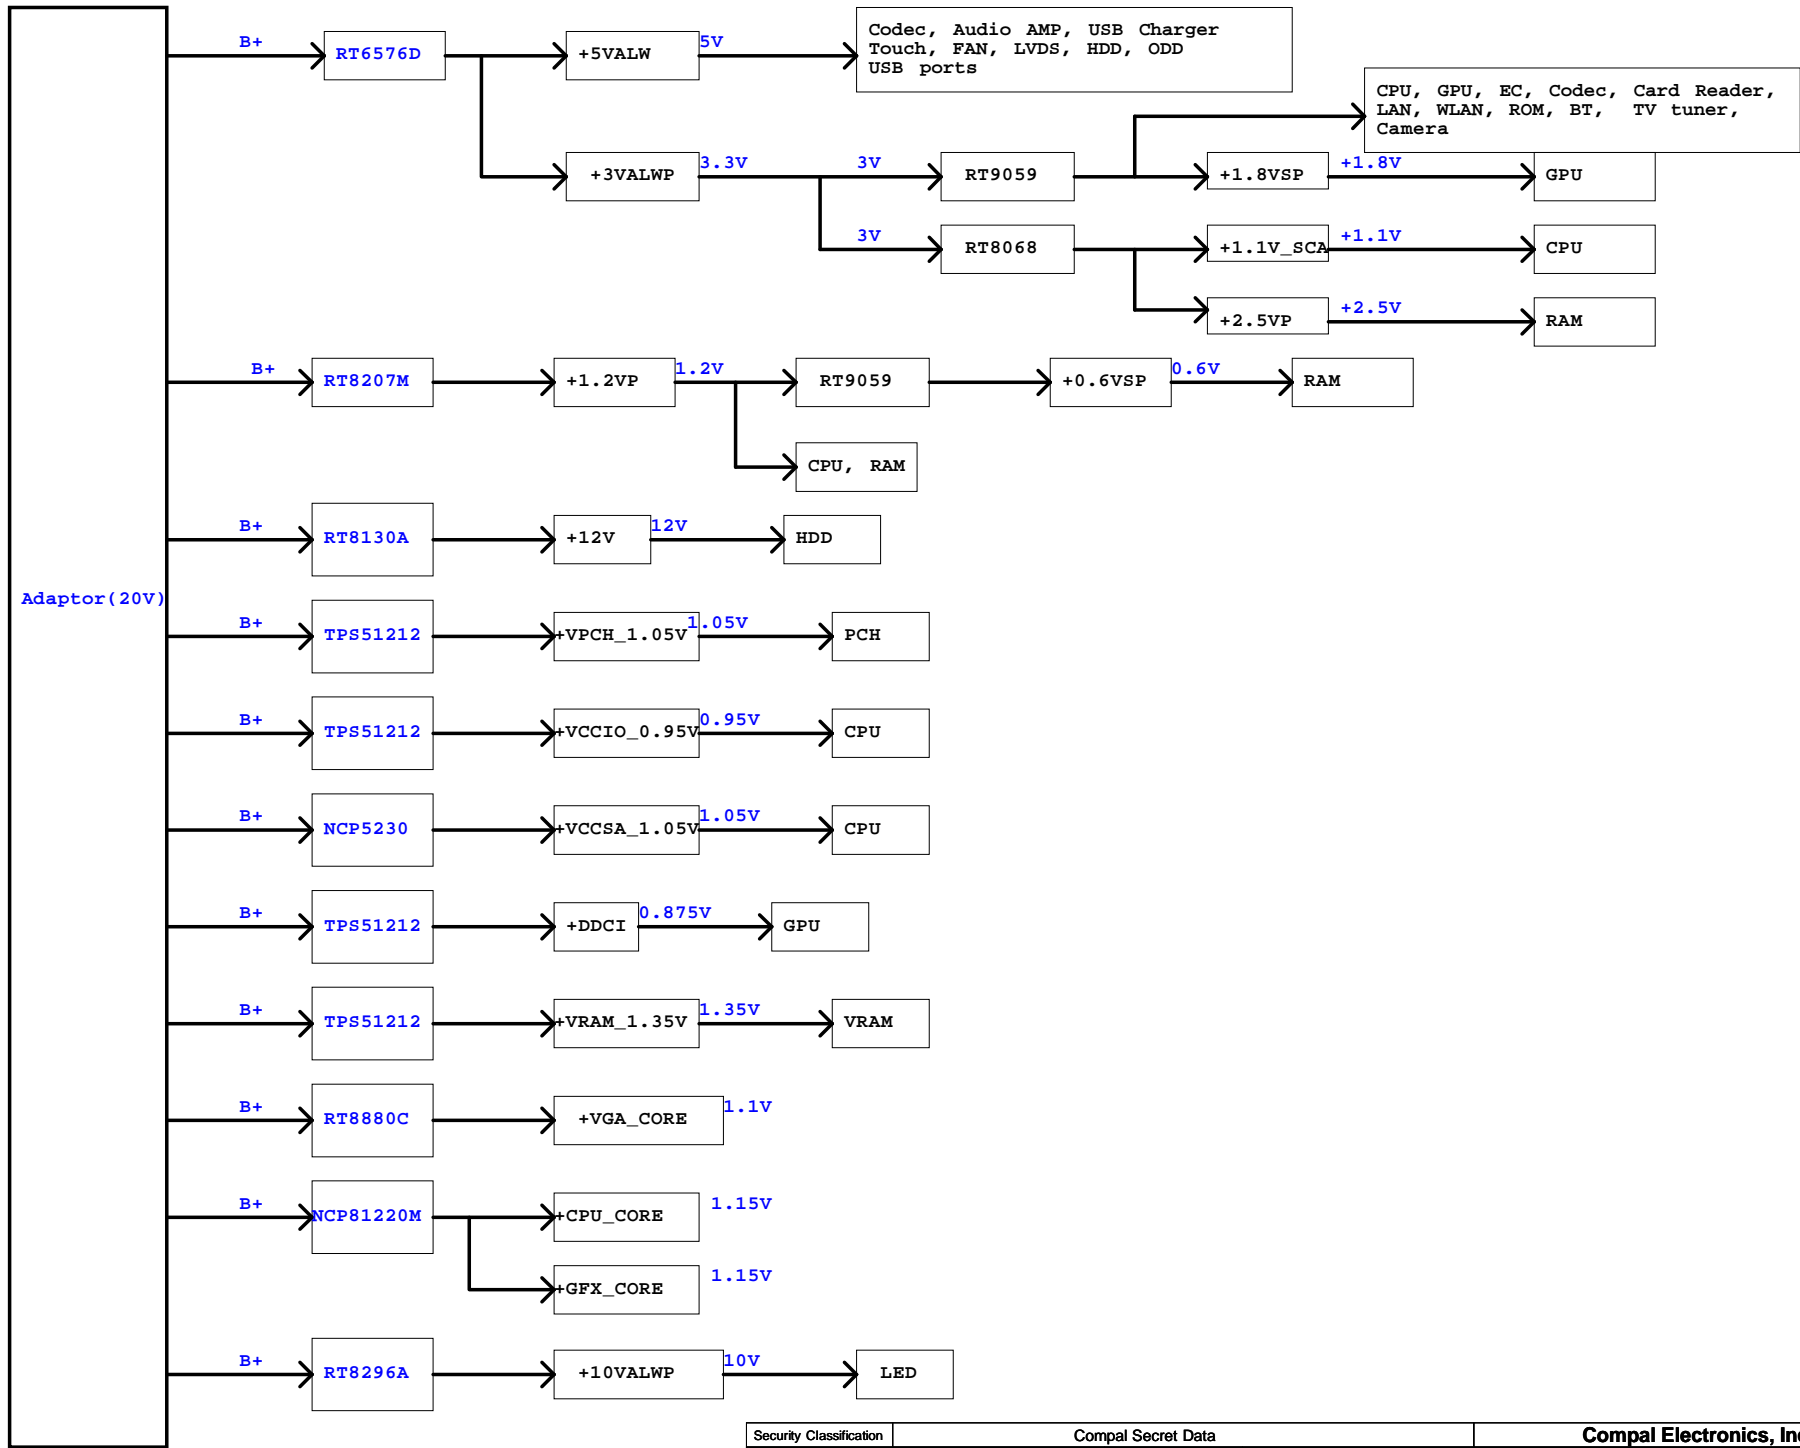 B+ RT6576D +5VALW 5V
Codec, Audio AMP, USB Charger
Touch, FAN, LVDS, HDD, ODD
USB ports
CPU, GPU, EC, Codec, Card Reader,
LAN, WLAN, ROM, BT, TV tuner,
Camera
+3VALWP 3.3V 3V RT9059 +1.8VSP +1.8V GPU
3V RT8068 +1.1V_SCA +1.1V CPU
+2.5VP +2.5V RAM
B+ RT8207M +1.2VP 1.2V RT9059 +0.6VSP 0.6V RAM
CPU, RAM
B+ RT8130A +12V 12V HDD
Adaptor(20V)
B+ TPS51212 +VPCH_1.05V 1.05V PCH
B+ TPS51212 +VCCIO_0.95V 0.95V CPU
B+ NCP5230 +VCCSA_1.05V 1.05V CPU
B+ TPS51212 +DDCI 0.875V GPU
B+ TPS51212 +VRAM_1.35V 1.35V VRAM
B+ RT8880C +VGA_CORE 1.1V
B+ NCP81220M +CPU_CORE 1.15V
+GFX_CORE 1.15V
B+ RT8296A +10VALWP 10V LED
Security Classification Compal Secret Data Compal Electronics, Inc